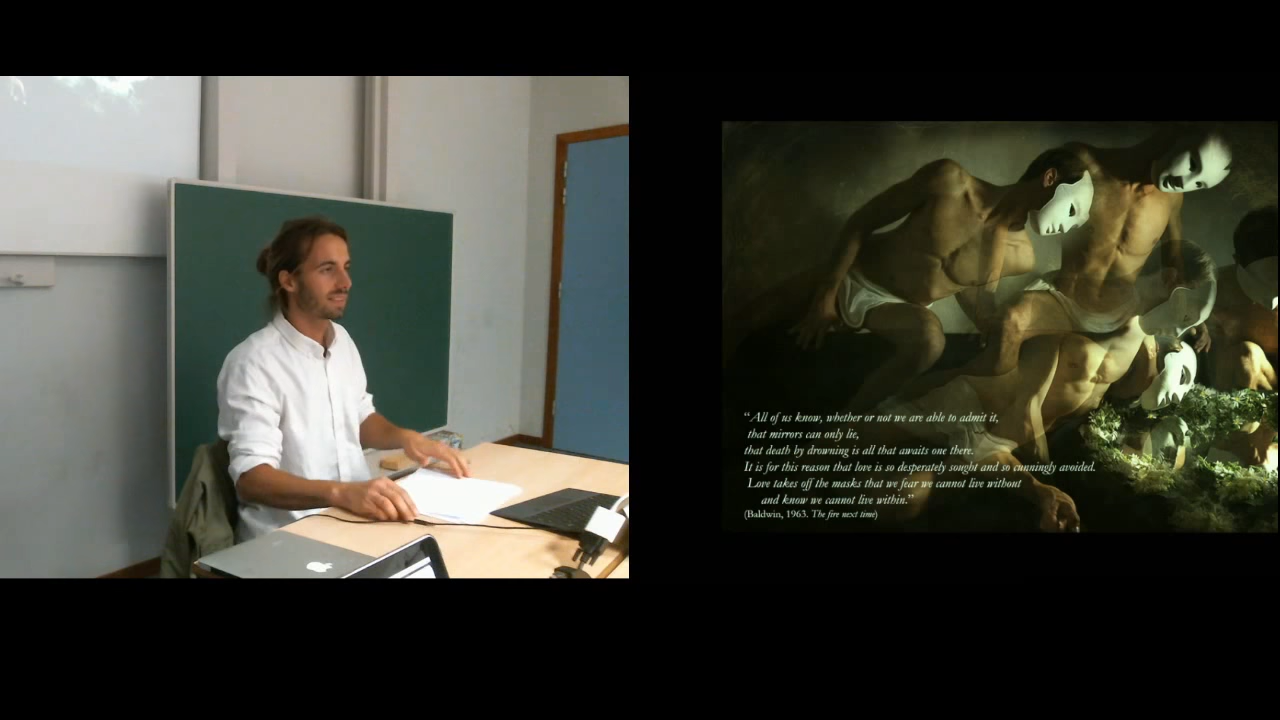 “All of us know, whether or not we are able to admit it,
that mirrors can only lie,
that death by drowning is all that awaits one there.
It is for this reason that love is so desperately sought and so cunningly avoided.
Love takes off the masks that we fear we cannot live without
and know we cannot live within.”
(Baldwin, 1963. The fire next time)